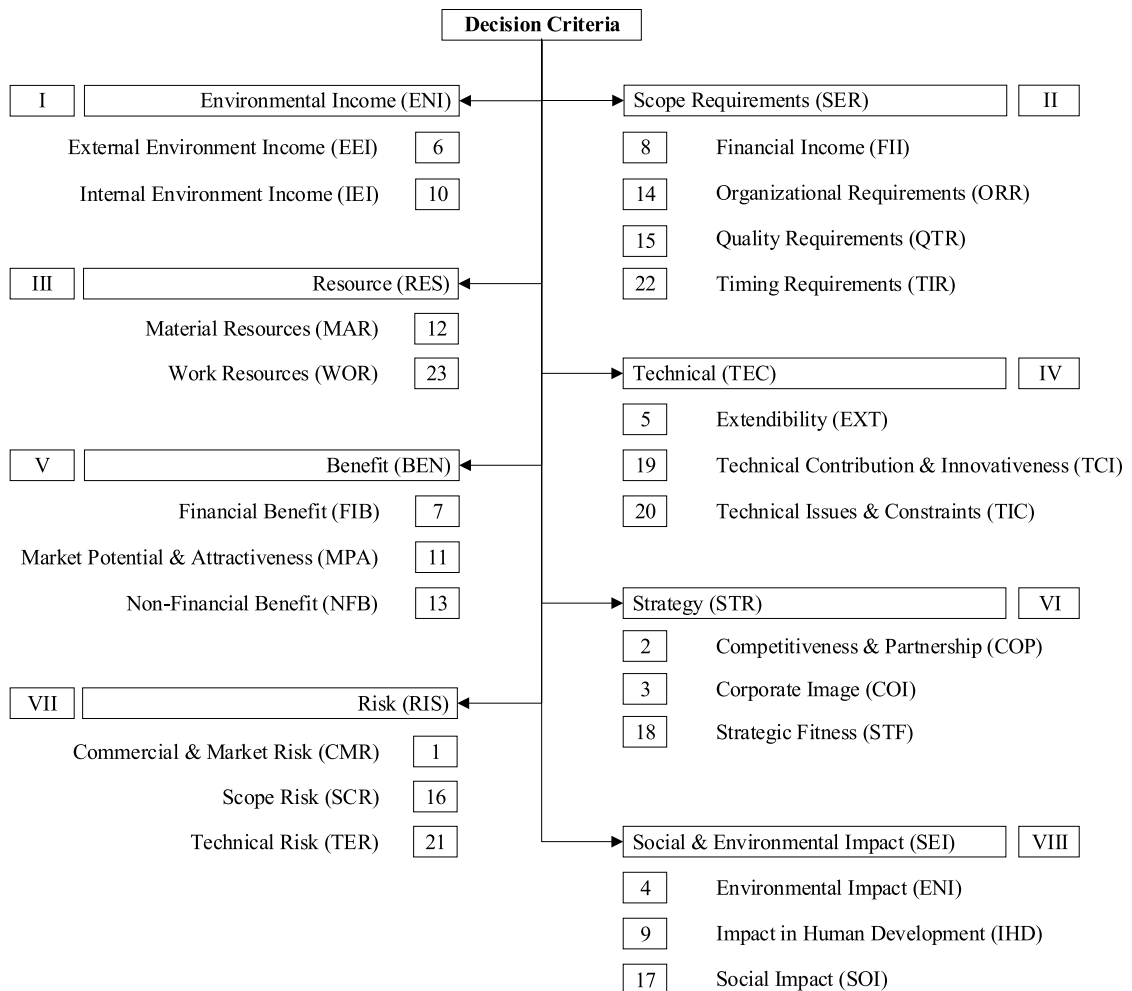 Decision Criteria
I Environmental Income (ENI)
External Environment Income (EEI) 6
Internal Environment Income (IEI) 10
Scope Requirements (SER) II
8 Financial Income (FII)
14 Organizational Requirements (ORR)
15 Quality Requirements (QTR)
22 Timing Requirements (TIR)
III Resource (RES)
Material Resources (MAR) 12
Work Resources (WOR) 23
Technical (TEC) IV
5 Extendibility (EXT)
19 Technical Contribution & Innovativeness (TCI)
20 Technical Issues & Constraints (TIC)
V Benefit (BEN)
Financial Benefit (FIB) 7
Market Potential & Attractiveness (MPA) 11
Non-Financial Benefit (NFB) 13
Strategy (STR) VI
2 Competitiveness & Partnership (COP)
3 Corporate Image (COI)
18 Strategic Fitness (STF)
VII Risk (RIS)
Commercial & Market Risk (CMR) 1
Scope Risk (SCR) 16
Technical Risk (TER) 21
Social & Environmental Impact (SEI) VIII
4 Environmental Impact (ENI)
9 Impact in Human Development (IHD)
17 Social Impact (SOI)